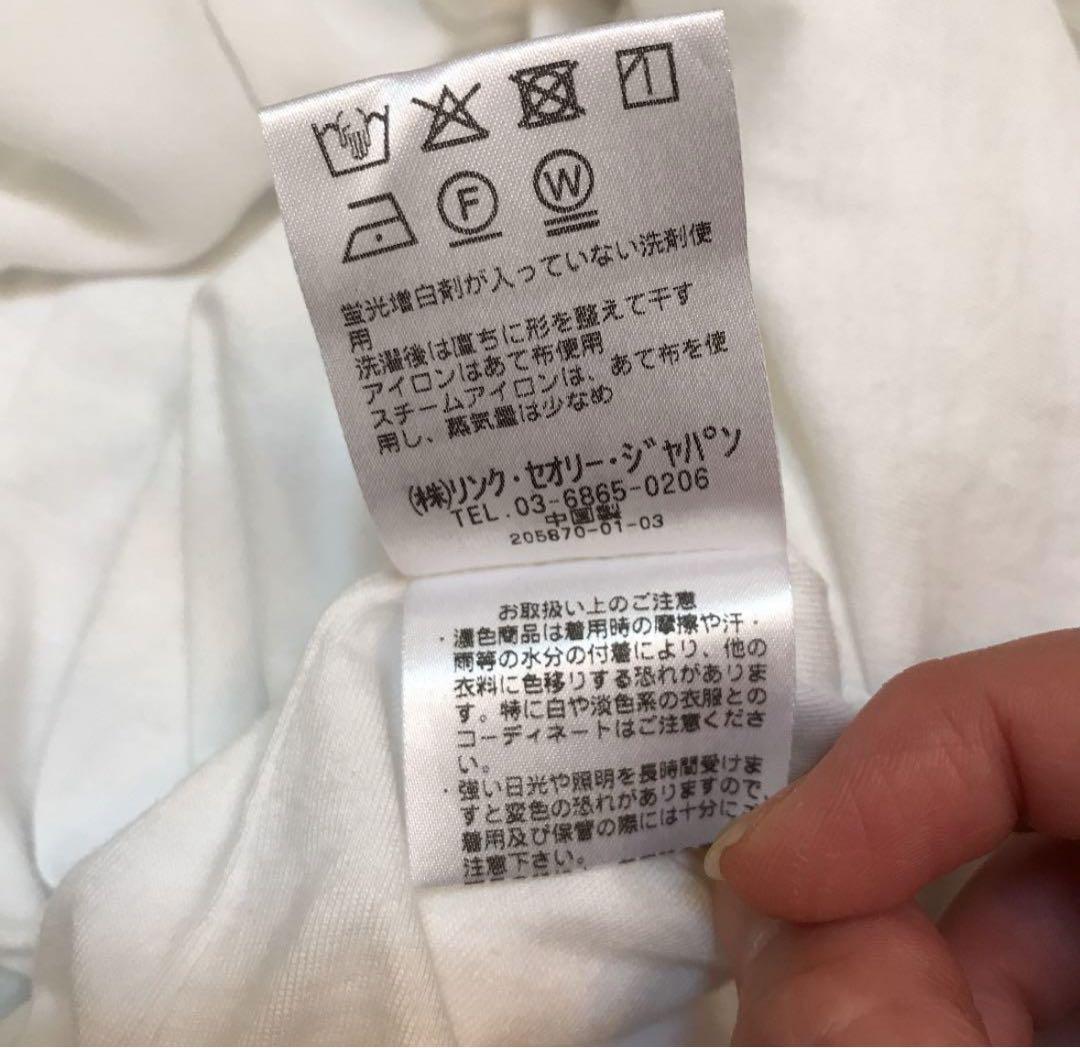 F
W
蛍光増白剤が入っていない洗剤使
用
洗濯後は直ちに形を整えて干す
アイロンはあて布使用
スチームアイロンは、あて布を使
用し、蒸気量は少なめ
(株)リンク・セオリー・ジャパン
TEL.03-6865-0206
中国製
205870-01-03
お取扱い上のご注意
・濃色商品は着用時の摩擦や汗・
雨等の水分の付着により、他の
衣料に色移りする恐れがありま
す。特に白や淡色系の衣服との
コーディネートはご注意くださ
い。
・強い日光や照明を長時間受けま
すと変色の恐れがありますので、
着用及び保管の際には十分にご
注意下さい。